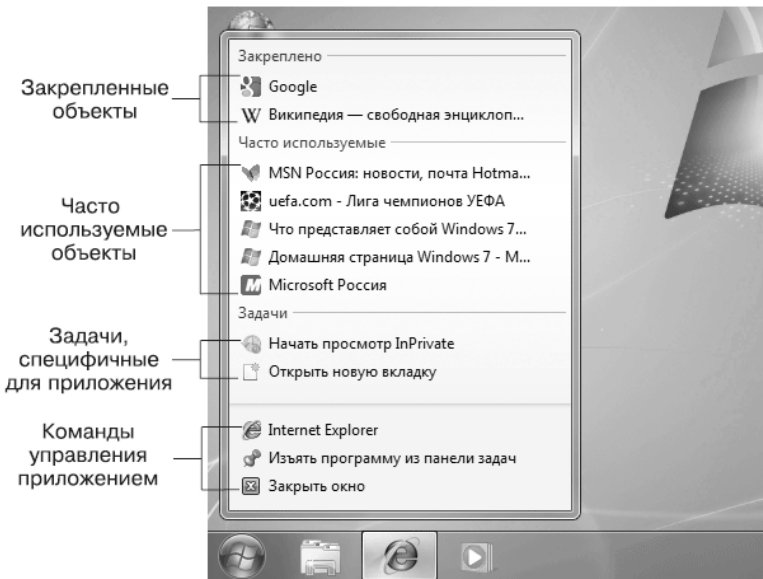 Закрепленные
объекты
Часто
используемые
объекты
Задачи,
специфичные
для приложения
Команды
управления
приложением
Закреплено
Google
Википедия — свободная энциклоп...
Часто используемые
MSN Россия: новости, почта Hotma...
uefa.com - Лига чемпионов УЕФА
Что представляет собой Windows 7...
Домашняя страница Windows 7 - M...
Microsoft Россия
Задачи
Начать просмотр InPrivate
Открыть новую вкладку
Internet Explorer
Изъять программу из панели задач
Закрыть окно